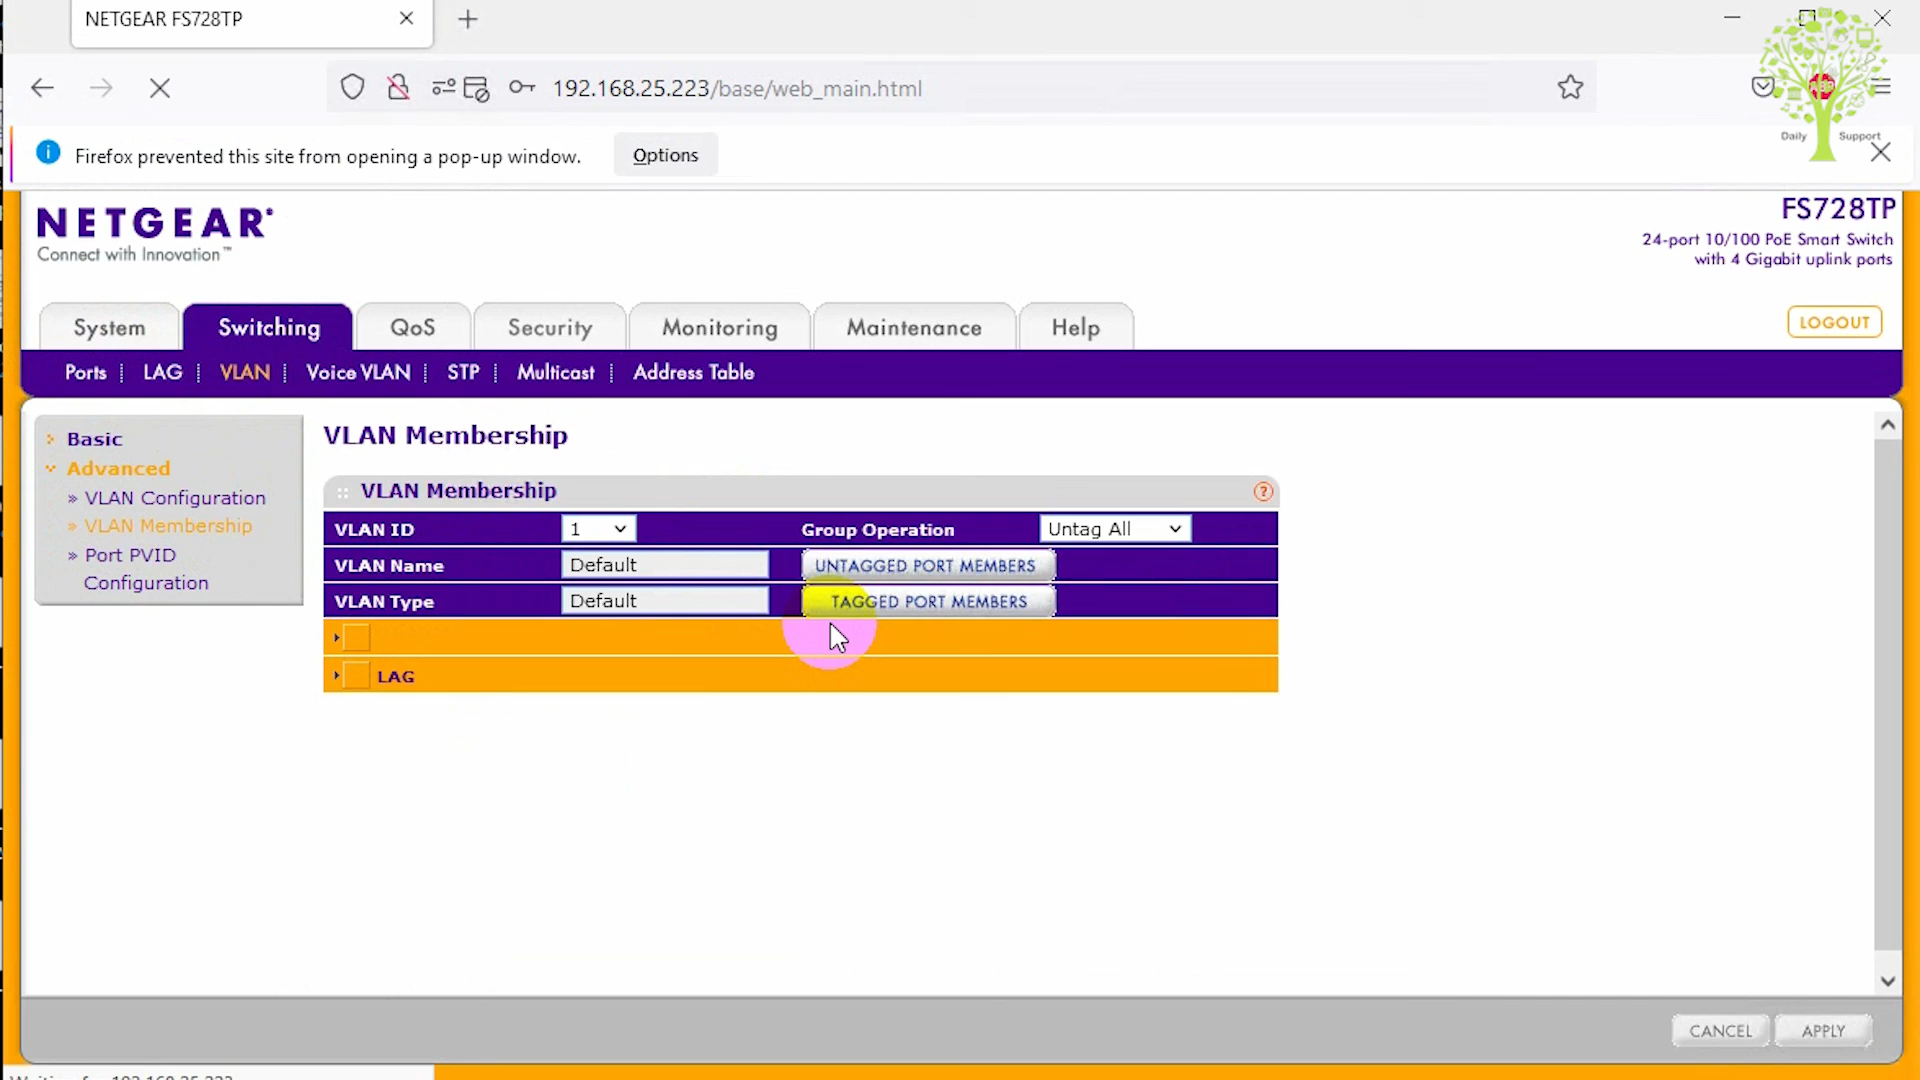 NETGEAR FS728TP
192.168.25.223/base/web_main.html
Daily Support
Firefox prevented this site from opening a pop-up window.
Options
NETGEAR
Connect with Innovation™
FS728TP
24-port 10/100 PoE Smart Switch
with 4 Gigabit uplink ports
System
Switching
QoS
Security
Monitoring
Maintenance
Help
LOGOUT
Ports
LAG
VLAN
Voice VLAN
STP
Multicast
Address Table
Basic
Advanced
» VLAN Configuration
» VLAN Membership
» Port PVID
Configuration
VLAN Membership
VLAN Membership
?
VLAN ID
1
Group Operation
Untag All
VLAN Name
Default
UNTAGGED PORT MEMBERS
VLAN Type
Default
TAGGED PORT MEMBERS
LAG
CANCEL
APPLY